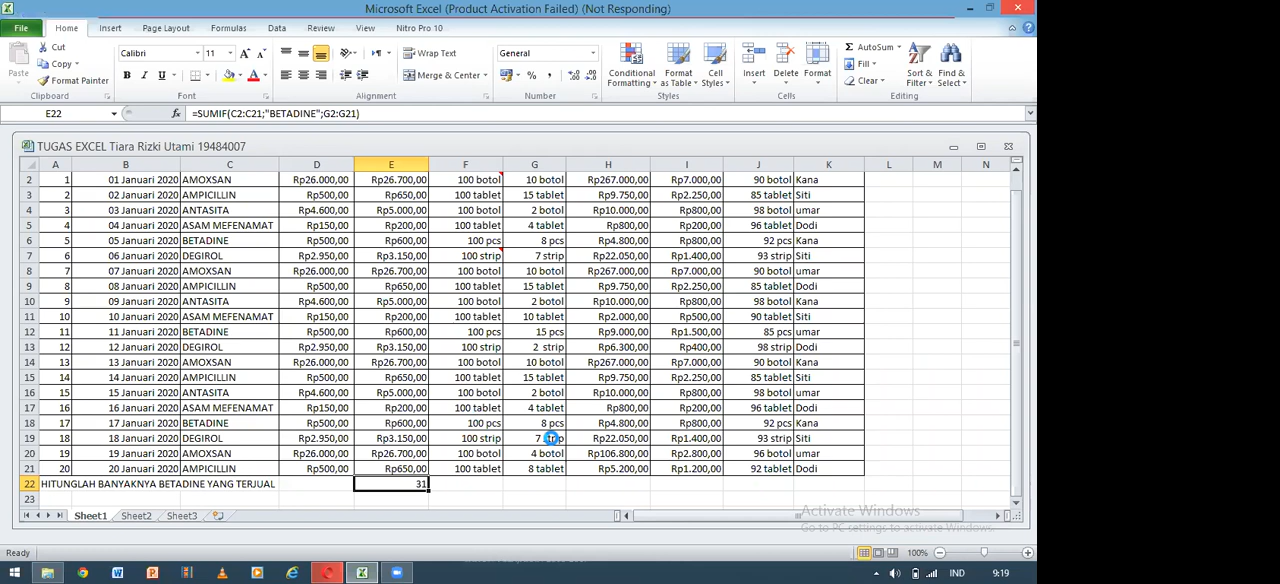 Microsoft Excel (Product Activation Failed) (Not Responding)
File Home Insert Page Layout Formulas Data Review View Nitro Pro 10
Paste Cut Copy Format Painter Clipboard
Calibri 11 B I U Font
Wrap Text Merge & Center Alignment
General % , Number
Conditional Formatting Format as Table Cell Styles Styles
Insert Delete Format Cells
AutoSum Fill Clear Sort & Filter Find & Select Editing
E22 fx =SUMIF(C2:C21;"BETADINE";G2:G21)
TUGAS EXCEL Tiara Rizki Utami 19484007
A B C D E F G H I J K L M N
2 1 01 Januari 2020 AMOXSAN Rp26.000,00 Rp26.700,00 100 botol 10 botol Rp267.000,00 Rp7.000,00 90 botol Kana
3 2 02 Januari 2020 AMPICILLIN Rp500,00 Rp650,00 100 tablet 15 tablet Rp9.750,00 Rp2.250,00 85 tablet Siti
4 3 03 Januari 2020 ANTASITA Rp4.600,00 Rp5.000,00 100 botol 2 botol Rp10.000,00 Rp800,00 98 botol umar
5 4 04 Januari 2020 ASAM MEFENAMAT Rp150,00 Rp200,00 100 tablet 4 tablet Rp800,00 Rp200,00 96 tablet Dodi
6 5 05 Januari 2020 BETADINE Rp500,00 Rp600,00 100 pcs 8 pcs Rp4.800,00 Rp800,00 92 pcs Kana
7 6 06 Januari 2020 DEGIROL Rp2.950,00 Rp3.150,00 100 strip 7 strip Rp22.050,00 Rp1.400,00 93 strip Siti
8 7 07 Januari 2020 AMOXSAN Rp26.000,00 Rp26.700,00 100 botol 10 botol Rp267.000,00 Rp7.000,00 90 botol umar
9 8 08 Januari 2020 AMPICILLIN Rp500,00 Rp650,00 100 tablet 15 tablet Rp9.750,00 Rp2.250,00 85 tablet Dodi
10 9 09 Januari 2020 ANTASITA Rp4.600,00 Rp5.000,00 100 botol 2 botol Rp10.000,00 Rp800,00 98 botol Kana
11 10 10 Januari 2020 ASAM MEFENAMAT Rp150,00 Rp200,00 100 tablet 10 tablet Rp2.000,00 Rp500,00 90 tablet Siti
12 11 11 Januari 2020 BETADINE Rp500,00 Rp600,00 100 pcs 15 pcs Rp9.000,00 Rp1.500,00 85 pcs umar
13 12 12 Januari 2020 DEGIROL Rp2.950,00 Rp3.150,00 100 strip 2 strip Rp6.300,00 Rp400,00 98 strip Dodi
14 13 13 Januari 2020 AMOXSAN Rp26.000,00 Rp26.700,00 100 botol 10 botol Rp267.000,00 Rp7.000,00 90 botol Kana
15 14 14 Januari 2020 AMPICILLIN Rp500,00 Rp650,00 100 tablet 15 tablet Rp9.750,00 Rp2.250,00 85 tablet Siti
16 15 15 Januari 2020 ANTASITA Rp4.600,00 Rp5.000,00 100 botol 2 botol Rp10.000,00 Rp800,00 98 botol umar
17 16 16 Januari 2020 ASAM MEFENAMAT Rp150,00 Rp200,00 100 tablet 4 tablet Rp800,00 Rp200,00 96 tablet Dodi
18 17 17 Januari 2020 BETADINE Rp500,00 Rp600,00 100 pcs 8 pcs Rp4.800,00 Rp800,00 92 pcs Kana
19 18 18 Januari 2020 DEGIROL Rp2.950,00 Rp3.150,00 100 strip 7 strip Rp22.050,00 Rp1.400,00 93 strip Siti
20 19 19 Januari 2020 AMOXSAN Rp26.000,00 Rp26.700,00 100 botol 4 botol Rp106.800,00 Rp2.800,00 96 botol umar
21 20 20 Januari 2020 AMPICILLIN Rp500,00 Rp650,00 100 tablet 8 tablet Rp5.200,00 Rp1.200,00 92 tablet Dodi
22 HITUNGLAH BANYAKNYA BETADINE YANG TERJUAL 31
23
Activate Windows
Go to PC settings to activate Windows.
Sheet1 Sheet2 Sheet3
Ready 100%
IND 9:19